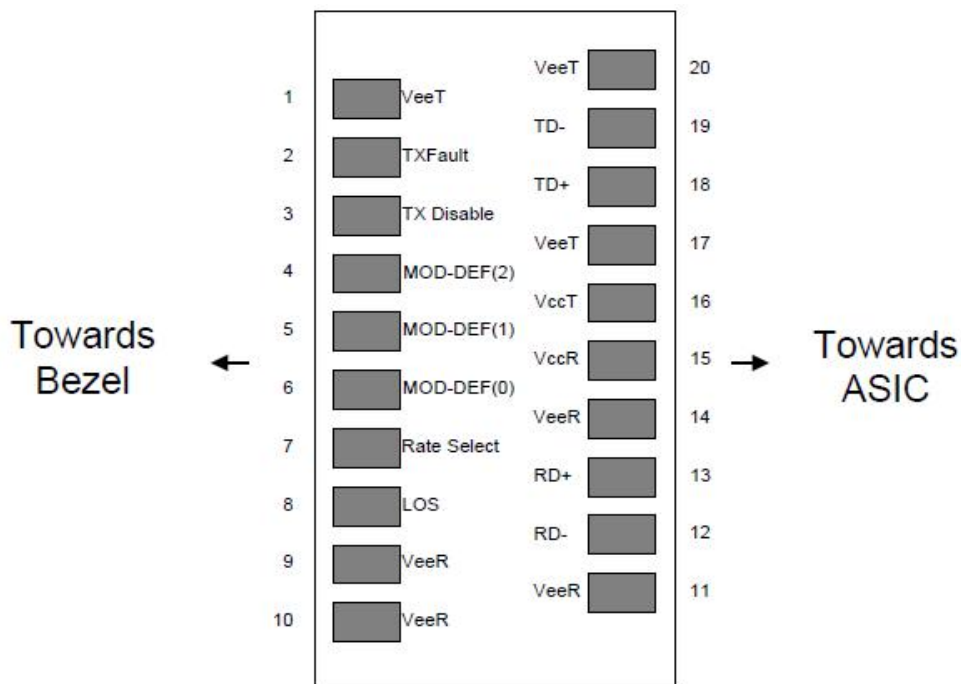 VeeT 20
1 VeeT
TD- 19
2 TXFault
TD+ 18
3 TX Disable
VeeT 17
4 MOD-DEF(2)
VccT 16
5 MOD-DEF(1)
Towards
Bezel
VccR 15
Towards
ASIC
6 MOD-DEF(0)
VeeR 14
7 Rate Select
RD+ 13
8 LOS
RD- 12
9 VeeR
VeeR 11
10 VeeR